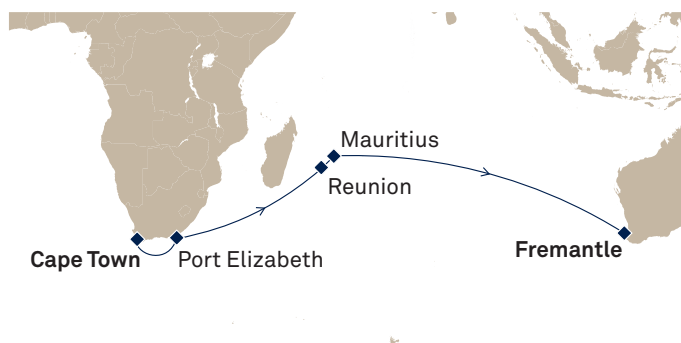 Mauritius
Reunion
Cape Town
Port Elizabeth
Fremantle